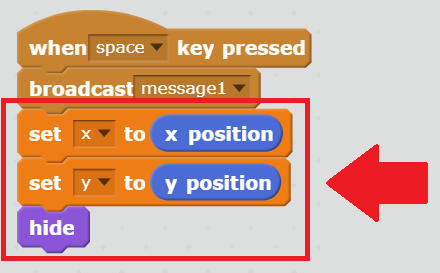 when space key pressed
broadcast message1
set x to x position
set y to y position
hide